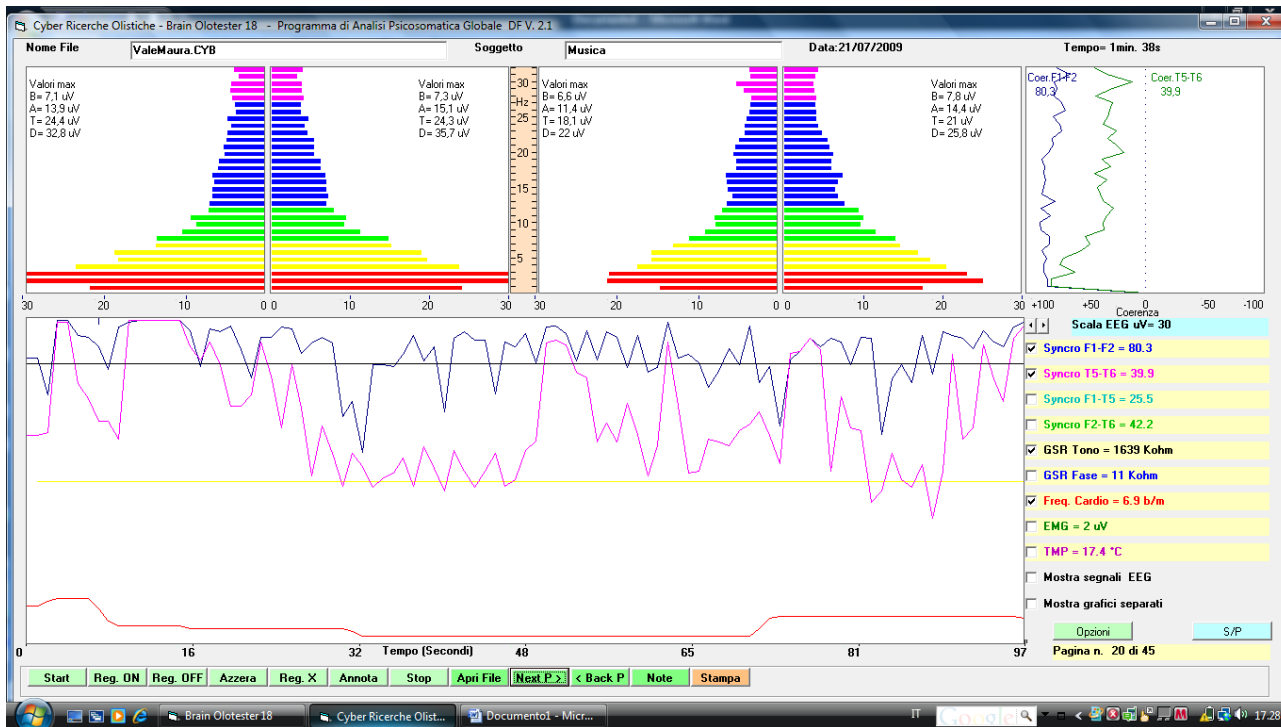 Documento1 - Microsoft Word
Cyber Ricerche Olistiche - Brain Olotester 18 - Programma di Analisi Psicosomatica Globale DF V. 2.1
Nome File ValeMaura.CYB Soggetto Musica Data:21/07/2009 Tempo= 1min. 38s
Valori max
B= 7,1 uV
A= 13,9 uV
T= 24,4 uV
D= 32,8 uV
Valori max
B= 7,3 uV
A= 15,1 uV
T= 24,3 uV
D= 35,7 uV
30
Hz
25
20
15
10
5
Valori max
B= 6,6 uV
A= 11,4 uV
T= 18,1 uV
D= 22 uV
Valori max
B= 7,8 uV
A= 14,4 uV
T= 21 uV
D= 25,8 uV
Coer.F1-F2
80,3
Coer.T5-T6
39,9
30 20 10 0 0 10 20 30 30 20 10 0 0 10 20 30 +100 +50 0 -50 -100
Coerenza
Scala EEG uV= 30
Syncro F1-F2 = 80.3
Syncro T5-T6 = 39.9
Syncro F1-T5 = 25.5
Syncro F2-T6 = 42.2
GSR Tono = 1639 Kohm
GSR Fase = 11 Kohm
Freq. Cardio = 6.9 b/m
EMG = 2 uV
TMP = 17.4 °C
Mostra segnali EEG
Mostra grafici separati
Opzioni S/P
Pagina n. 20 di 45
0 16 32 Tempo (Secondi) 48 65 81 97
Start Reg. ON Reg. OFF Azzera Reg. X Annota Stop Apri File Next P > < Back P Note Stampa
Brain Olotester 18 Cyber Ricerche Olist... Documento1 - Micr... IT Google 17.28